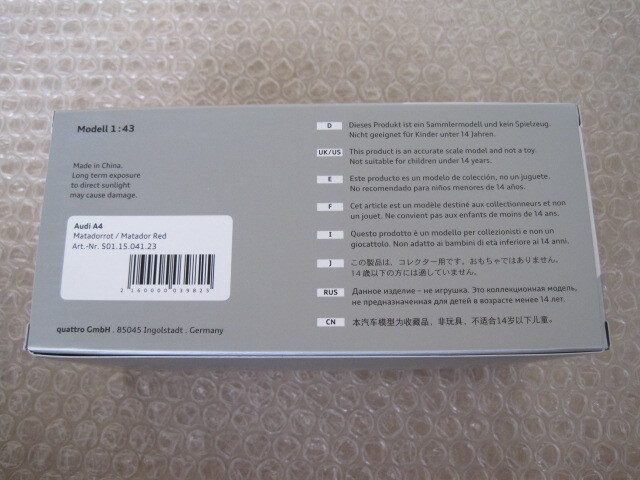 Modell 1:43
Made in China.
Long term exposure
to direct sunlight
may cause damage.
Audi A4
Matadorrot / Matador Red
Art.-Nr. 501.15.041.23
2 160000 039825
quattro GmbH . 85045 Ingolstadt . Germany
D Dieses Produkt ist ein Sammlermodell und kein Spielzeug.
Nicht geeignet für Kinder unter 14 Jahren.
UK/US This product is an accurate scale model and not a toy.
Not suitable for children under 14 years.
E Este producto es un modelo de colección, no un juguete.
No recomendado para niños menores de 14 años.
F Cet article est un modèle destiné aux collectionneurs et non
un jouet. Ne convient pas aux enfants de moins de 14 ans.
I Questo prodotto è un modello per collezionisti e non un
giocattolo. Non adatto ai bambini di età inferiore ai 14 anni.
J この製品は、コレクター用です。おもちゃではありません。
14歳以下の方には適していません。
RUS Данное изделие – не игрушка. Это коллекционная модель,
не предназначенная для детей в возрасте менее 14 лет.
CN 本汽车模型为收藏品，非玩具，不适合14岁以下儿童。